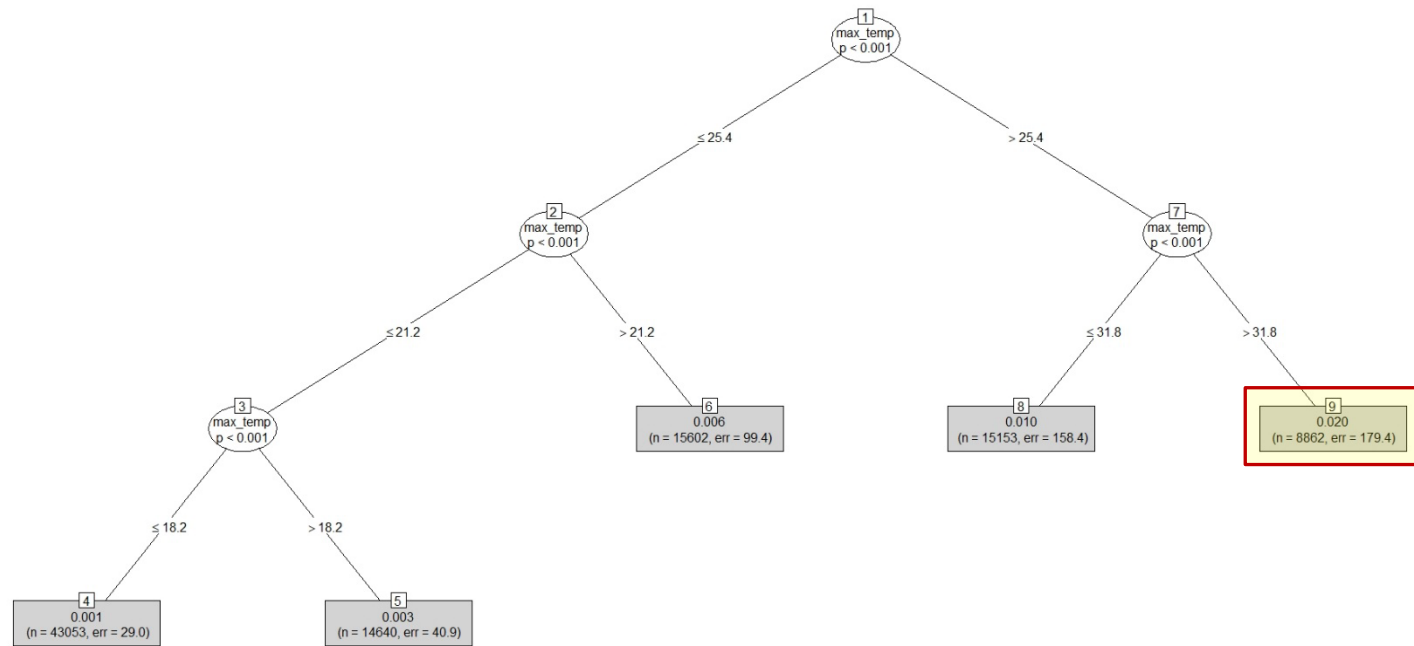 1
max_temp
p < 0.001
≤ 25.4
> 25.4
2
max_temp
p < 0.001
7
max_temp
p < 0.001
≤ 21.2
> 21.2
≤ 31.8
> 31.8
3
max_temp
p < 0.001
6
0.006
(n = 15602, err = 99.4)
8
0.010
(n = 15153, err = 158.4)
9
0.020
(n = 8862, err = 179.4)
≤ 18.2
> 18.2
4
0.001
(n = 43053, err = 29.0)
5
0.003
(n = 14640, err = 40.9)